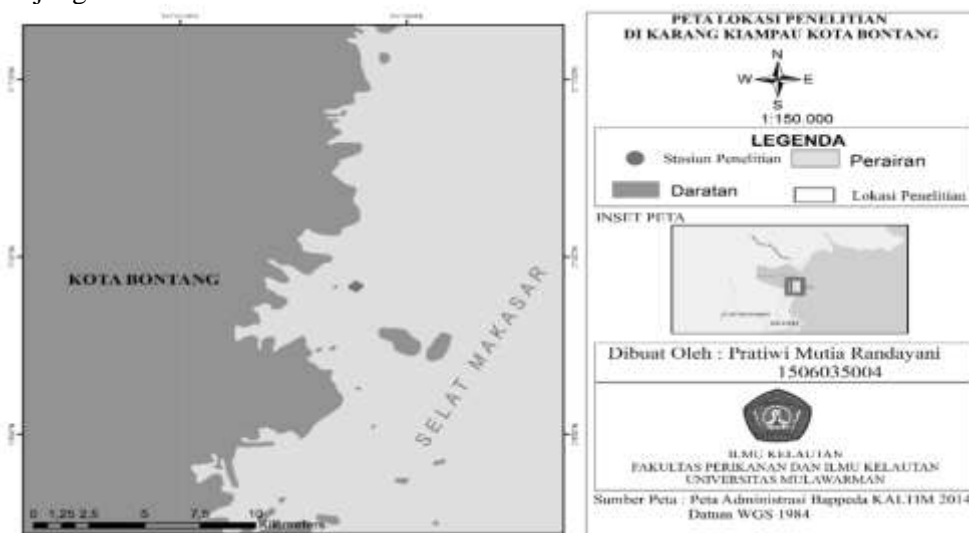 PETA LOKASI PENELITIAN
DI KARANG KIAMPAU KOTA BONTANG
N
W E
S
1:150.000
LEGENDA
Stasiun Penelitian Perairan
Daratan Lokasi Penelitian
INSET PETA
KOTA BONTANG
SELAT MAKASAR
0 1.25 2.5 5 7.5 10
Kilometers
Dibuat Oleh : Pratiwi Mutia Randayani
1506035004
ILMU KELAUTAN
FAKULTAS PERIKANAN DAN ILMU KELAUTAN
UNIVERSITAS MULAWARMAN
Sumber Peta : Peta Administrasi Bappeda KALTIM 2014
Datum WGS 1984